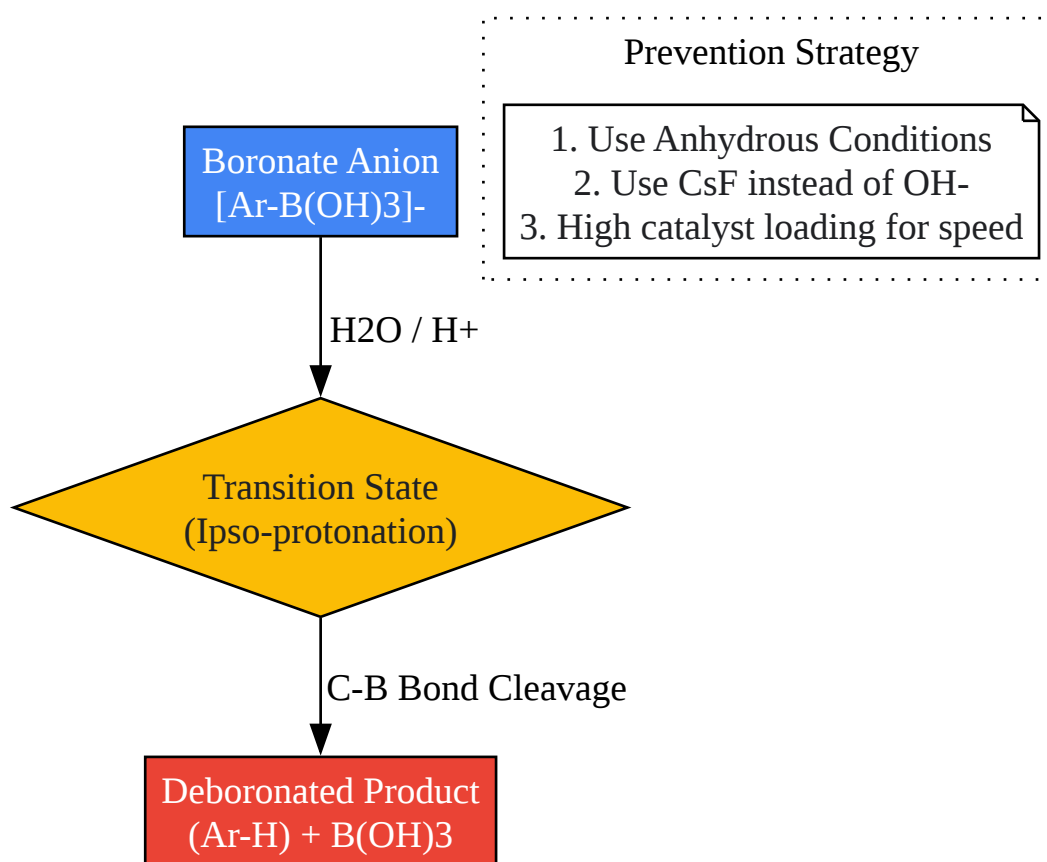 Prevention Strategy
1. Use Anhydrous Conditions
2. Use CsF instead of OH-
3. High catalyst loading for speed
Boronate Anion
[Ar-B(OH)3]-
H2O / H+
Transition State
(Ipso-protonation)
C-B Bond Cleavage
Deboronated Product
(Ar-H) + B(OH)3